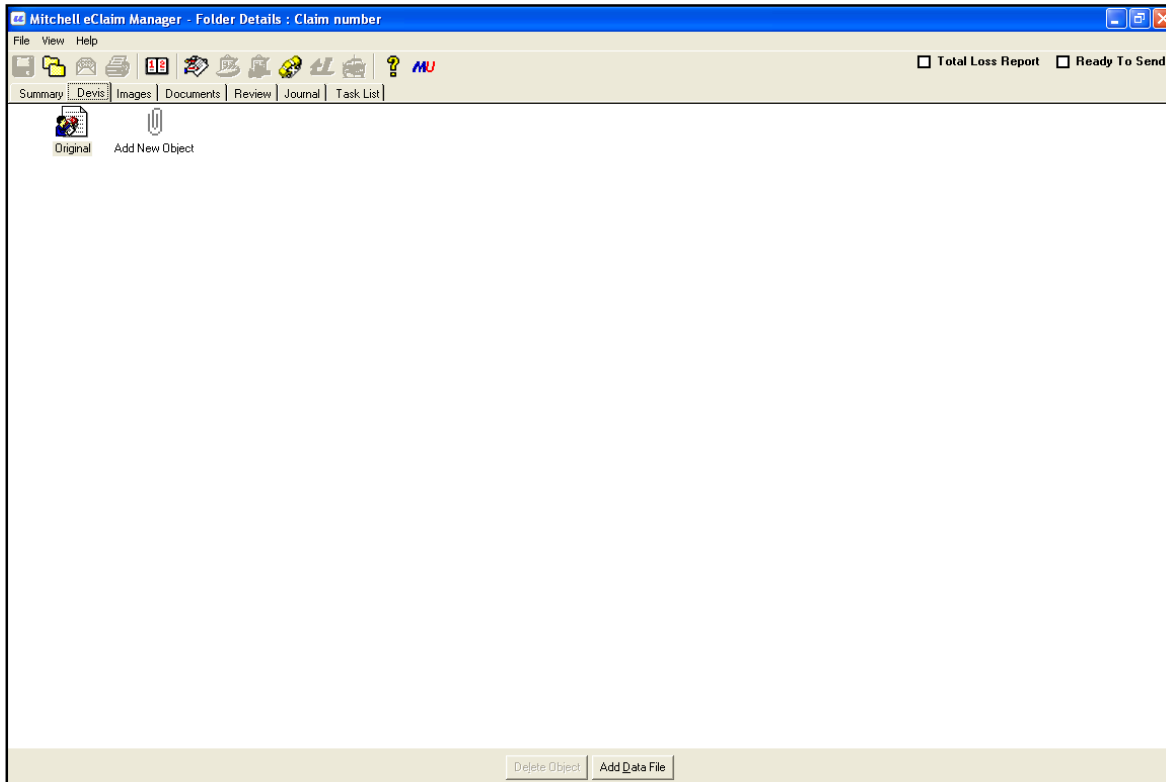 Mitchell eClaim Manager - Folder Details : Claim number
File View Help
MU Total Loss Report Ready To Send
Summary Devis Images Documents Review Journal Task List
Original Add New Object
Delete Object Add Data File